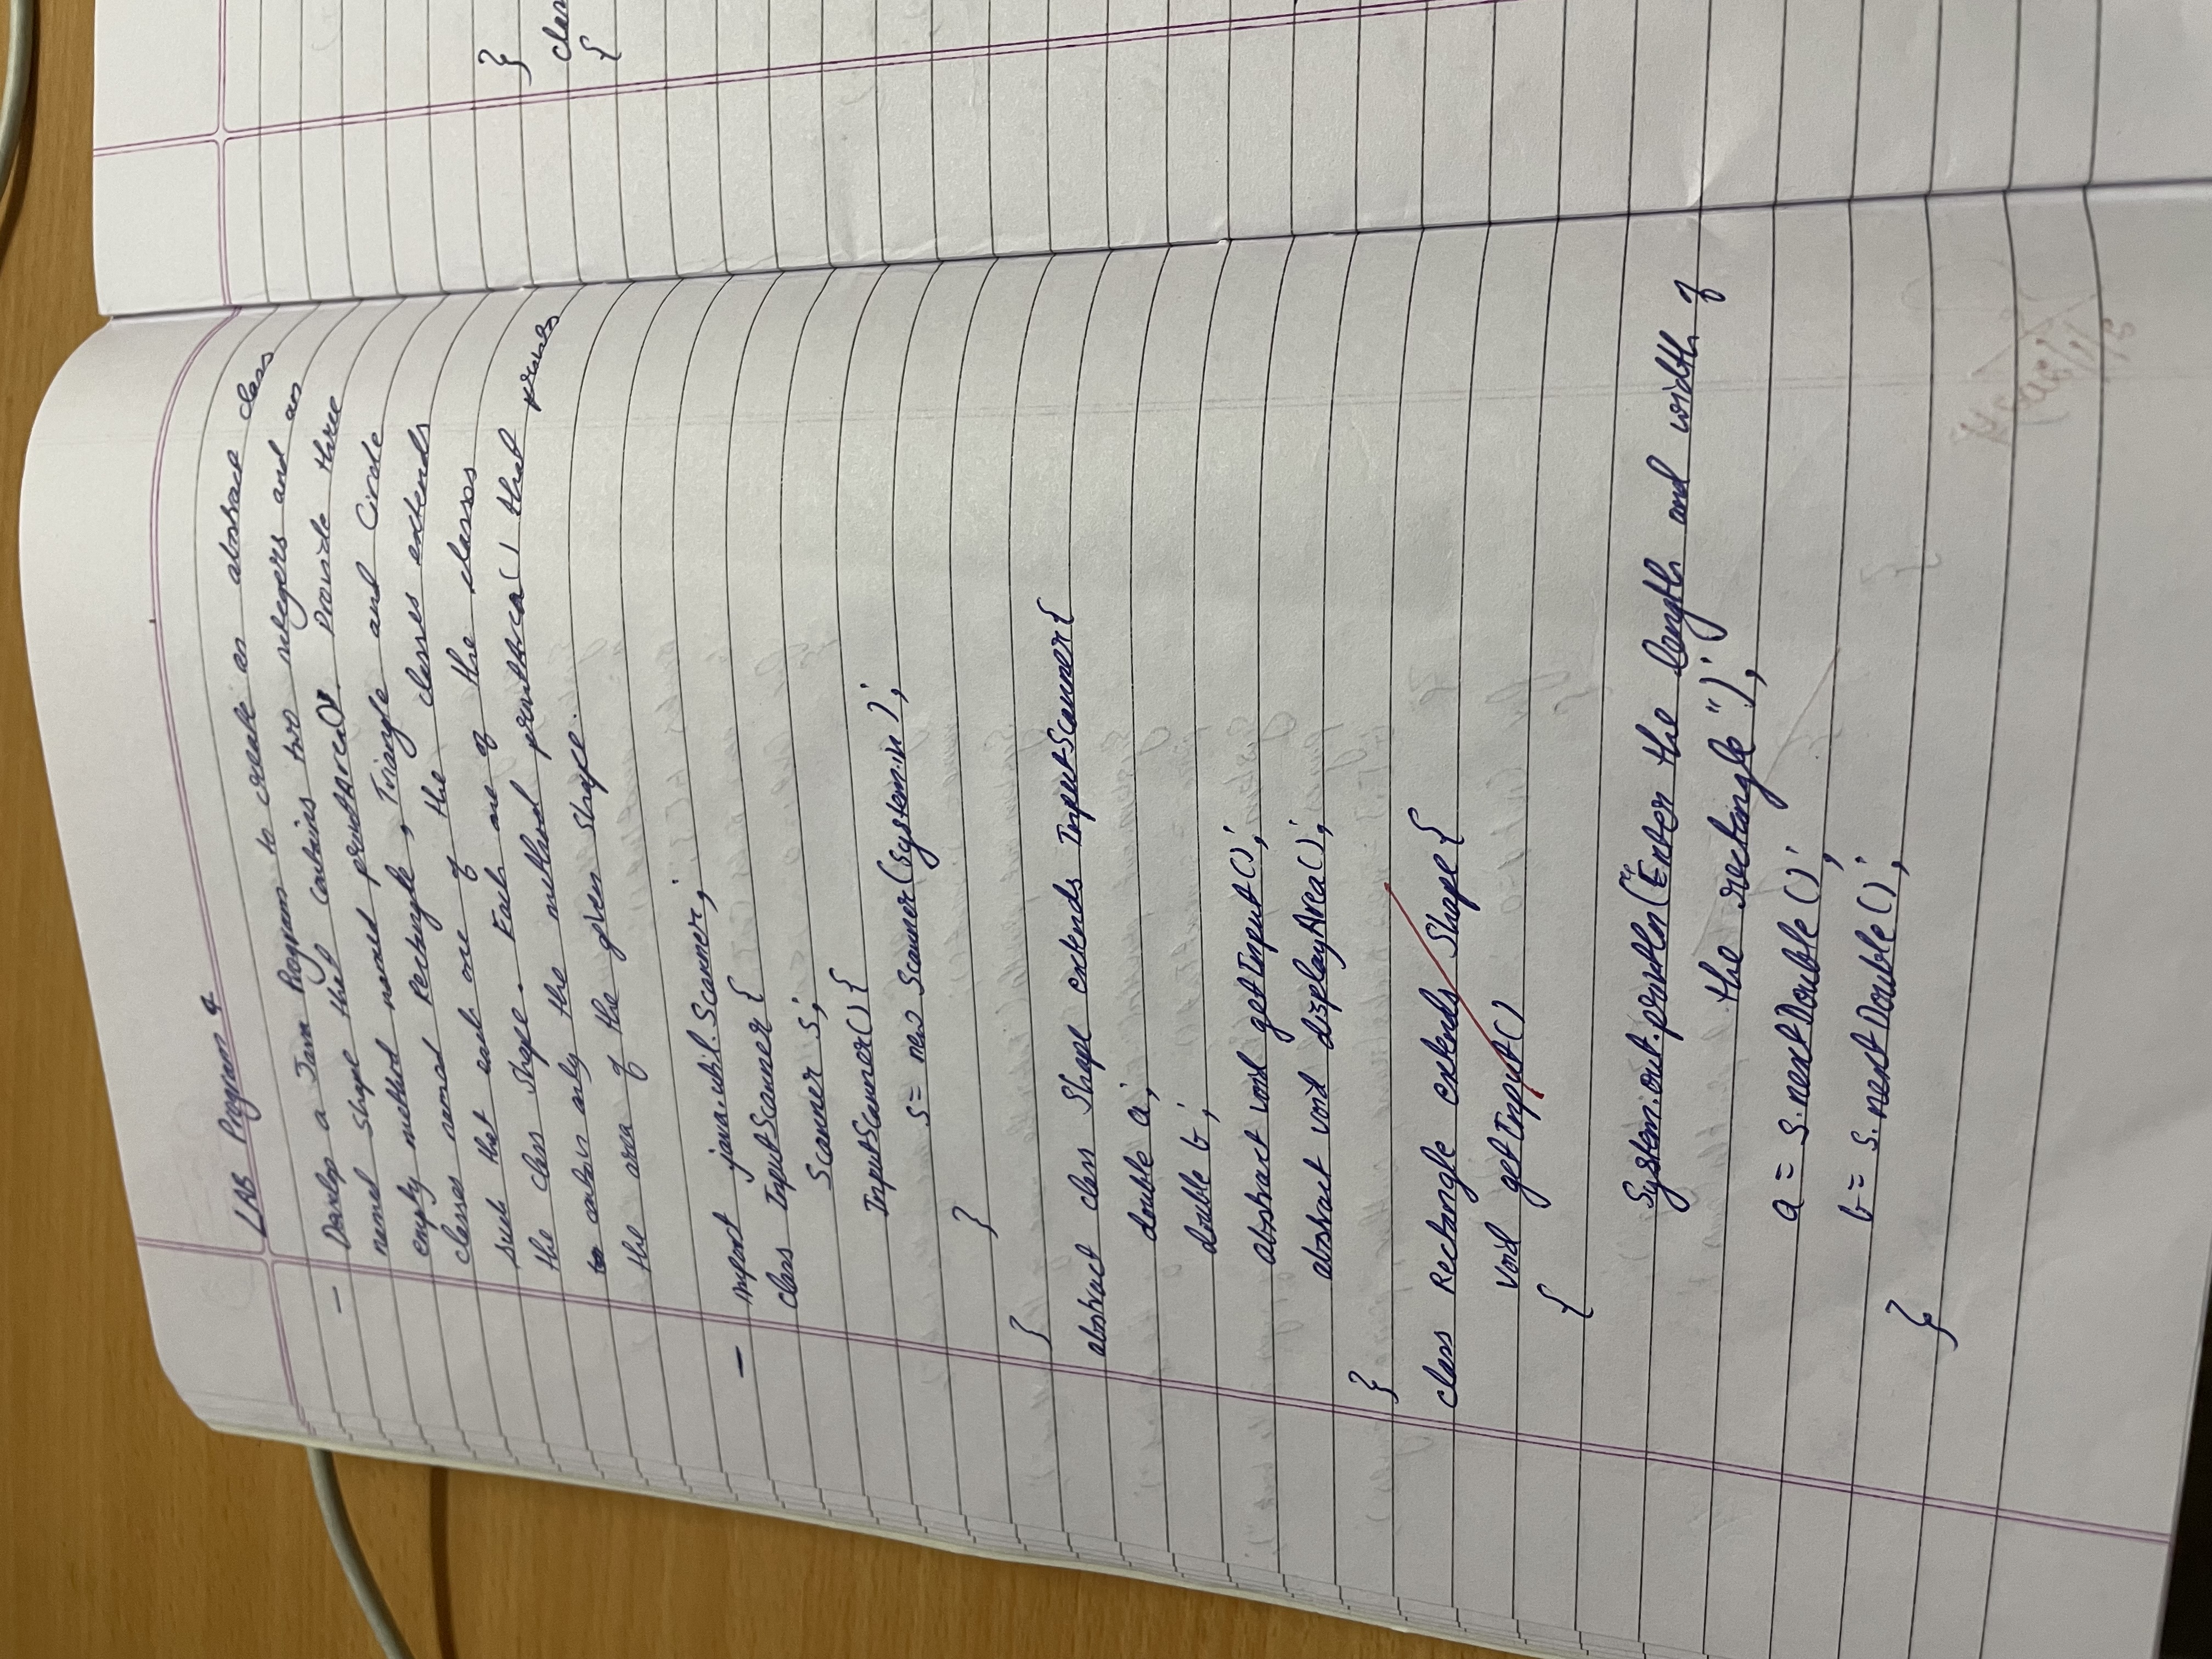 LAB Program 4
- Develop a Java Program to create an abstract class
named Shape that contains two integers and an
empty method named printArea(). Provide three
classes named Rectangle, Triangle and Circle
such that each one of the classes extends
the class Shape. Each one of the classes
contain only the method printArea() that prints
the area of the given Shape.
- import java.util.Scanner;
class InputScanner {
Scanner s;
InputScanner() {
s = new Scanner(System.in);
}
}
abstract class Shape extends InputScanner {
double a;
double b;
abstract void getInput();
abstract void displayArea();
}
class Rectangle extends Shape {
void getInput()
{
System.out.println("Enter the length and width of
the rectangle");
a = s.nextDouble();
b = s.nextDouble();
}
}
clas
{